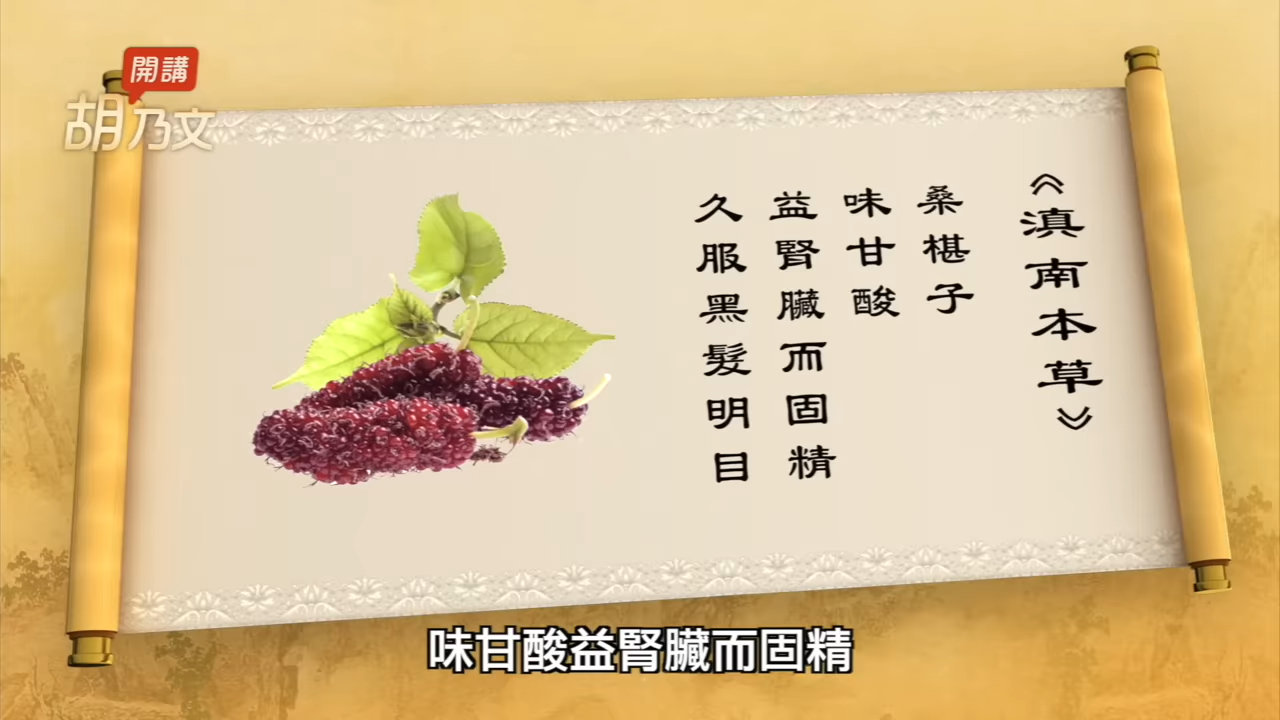 開講
胡乃文
《滇南本草》
桑椹子
味甘酸
益腎臟而固精
久服黑髮明目
味甘酸益腎臟而固精